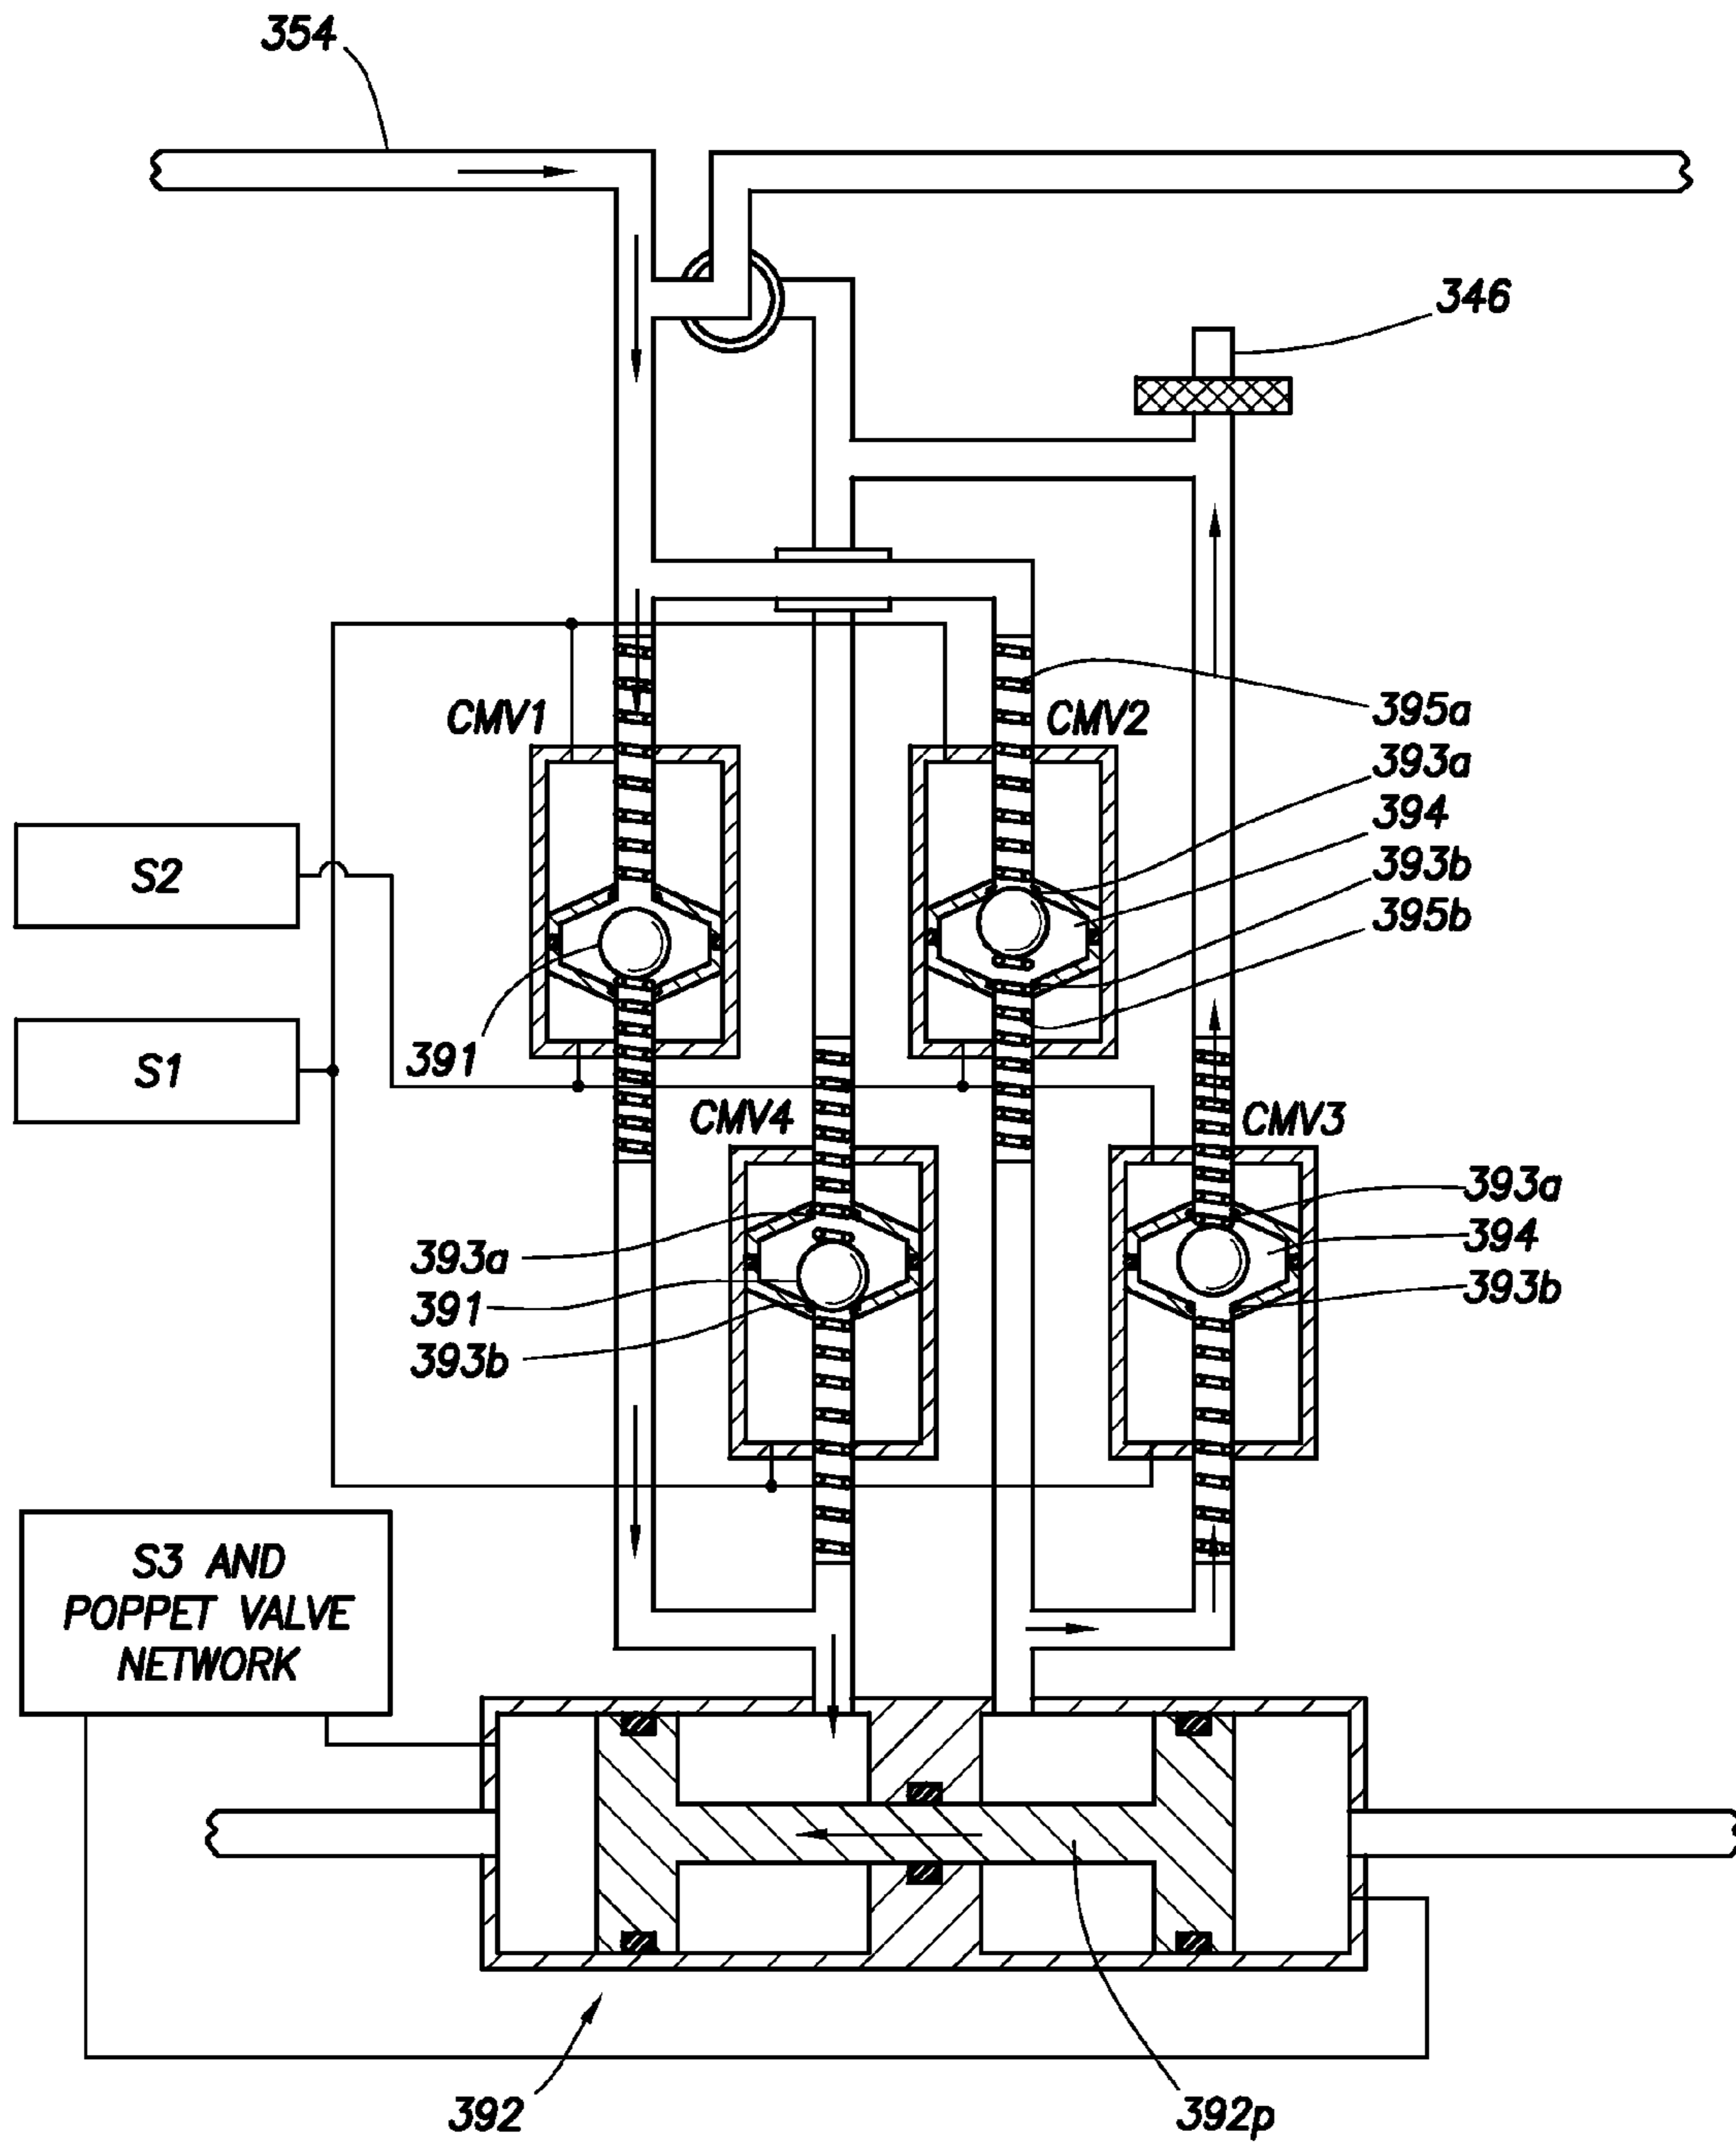 354
346
395a
CMV1
CMV2
393a
394
393b
S2
395b
391
S1
CMV4
CMV3
393a
393a
394
391
393b
393b
S3 AND
POPPET VALVE
NETWORK
392
392p